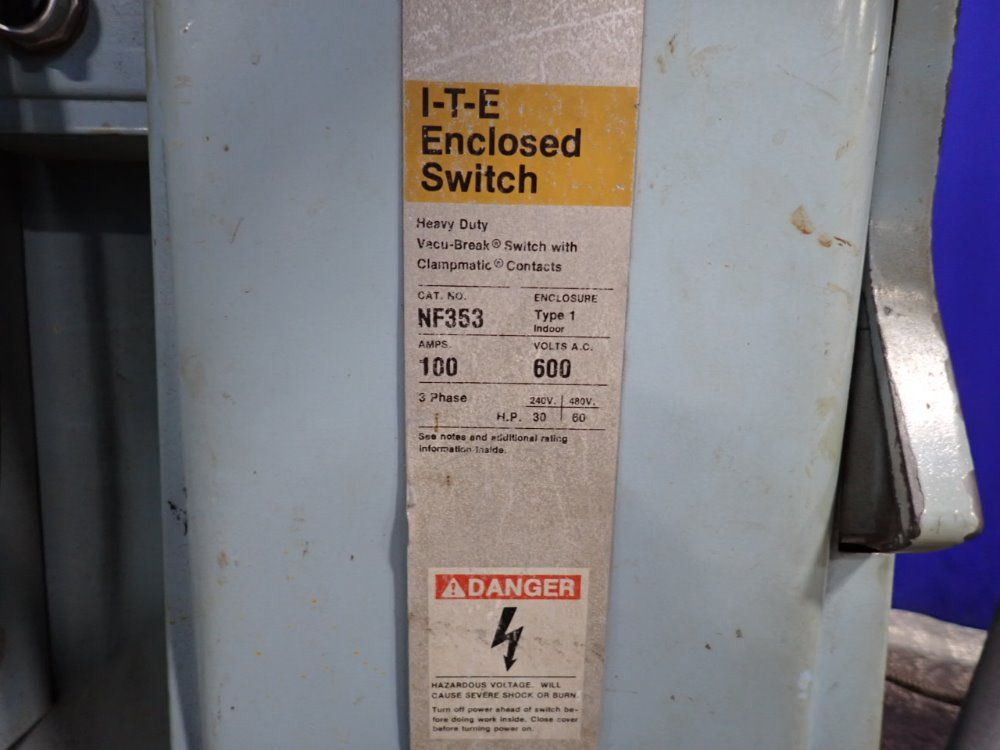 I-T-E
Enclosed
Switch
Heavy Duty
Vacu-Break® Switch with
Clampmatic® Contacts
CAT. NO. ENCLOSURE
NF353 Type 1
Indoor
AMPS. VOLTS A.C.
100 600
3 Phase 240V. 480V.
H.P. 30 60
See notes and additional rating
information inside.
DANGER
HAZARDOUS VOLTAGE. WILL
CAUSE SEVERE SHOCK OR BURN.
Turn off power ahead of switch be-
fore doing work inside. Close cover
before turning power on.